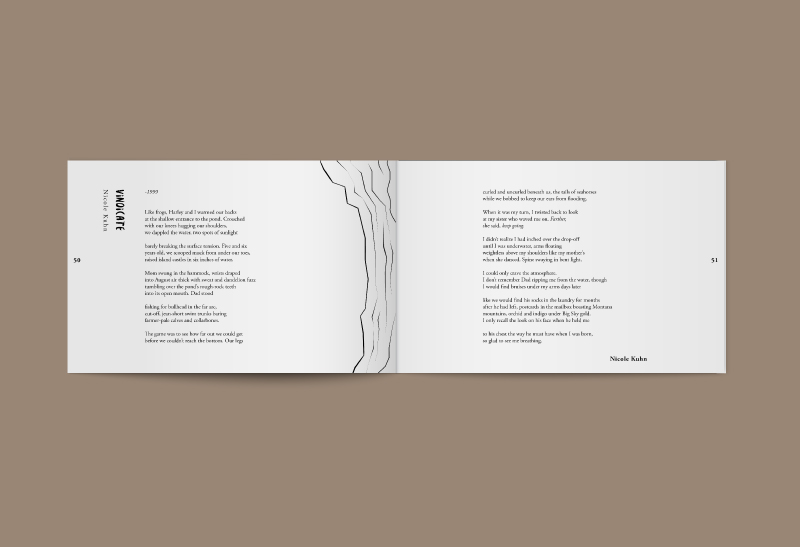 VINDICATE
Nicole Kuhn
50
-1999
Like frogs, Harley and I warmed our backs
at the shallow entrance to the pond. Crouched
with our knees hugging our shoulders,
we dappled the warm two spots of sunlight
barely breaking the surface tension. Five and six
years old, we scooped muck from under our toes,
raised island castles in six inches of water.
Mom swung in the hammock, wrists draped
into August air thick with sweat and dandelion fuzz
tumbling over the pond's rough-rock teeth
into its open mouth. Dad stood
fishing for bullhead in the far arc,
cut-off, jean-short swim trunks baring
farmer-pale calves and collarbones.
The game was to see how far out we could get
before we couldn't reach the bottom. Our legs
curled and uncurled beneath us, the tails of seahorses
while we bobbed to keep our ears from flooding.
When it was my turn, I twisted back to look
at my sister who waved me on. Further,
she said, keep going.
I didn't realize I had inched over the drop-off
until I was underwater, arms floating
weightless above my shoulders like my mother's
when she danced. Spine swaying in bent light.
I could only crave the atmosphere.
I don't remember Dad ripping me from the water, though
I would find bruises under my arms days later
like we would find his socks in the laundry for months
after he had left, postcards in the mailbox boasting Montana
mountains, orchid and indigo under Big Sky gold.
I only recall the look on his face when he held me
to his chest the way he must have when I was born,
so glad to see me breathing.
Nicole Kuhn
51